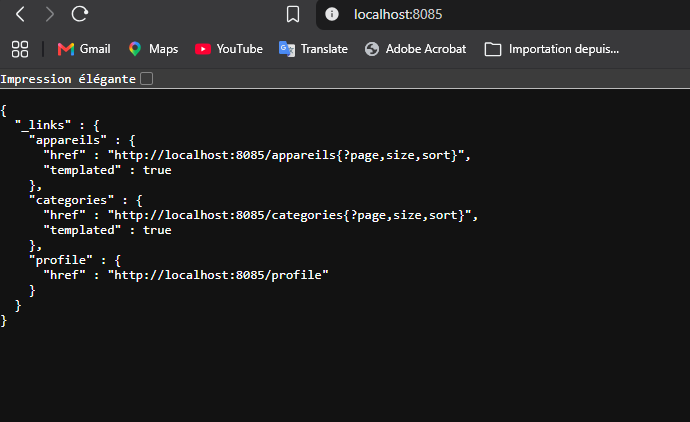 localhost:8085
Gmail Maps YouTube Translate Adobe Acrobat Importation depuis...
Impression élégante
{
  "_links" : {
    "appareils" : {
      "href" : "http://localhost:8085/appareils{?page,size,sort}",
      "templated" : true
    },
    "categories" : {
      "href" : "http://localhost:8085/categories{?page,size,sort}",
      "templated" : true
    },
    "profile" : {
      "href" : "http://localhost:8085/profile"
    }
  }
}